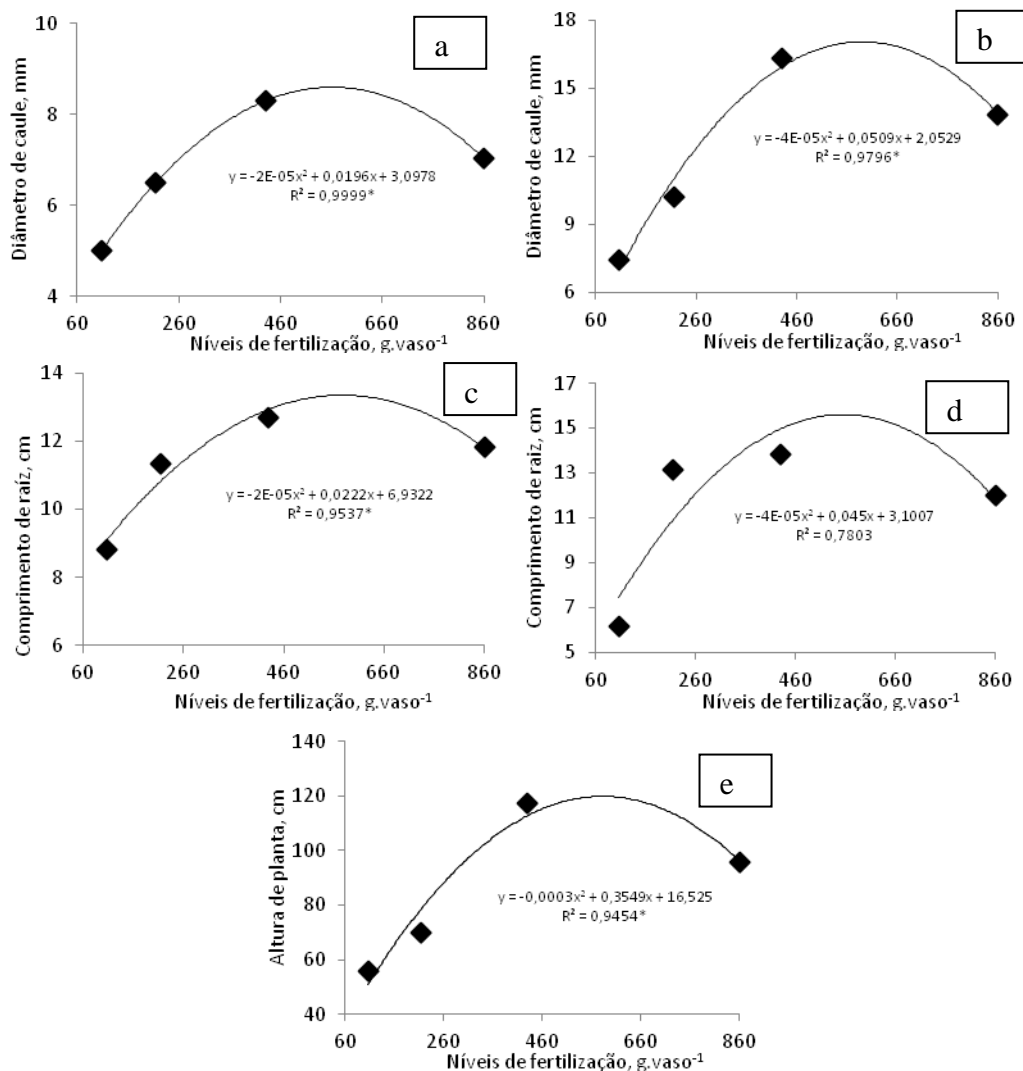 a
10
8
6
4
Diâmetro de caule, mm
y = -2E-05x² + 0,0196x + 3,0978
R² = 0,9999*
60 260 460 660 860
Níveis de fertilização, g.vaso⁻¹
b
18
15
12
9
6
Diâmetro de caule, mm
y = -4E-05x² + 0,0509x + 2,0529
R² = 0,9796*
60 260 460 660 860
Níveis de fertilização, g.vaso⁻¹
c
14
12
10
8
6
Comprimento de raíz, cm
y = -2E-05x² + 0,0222x + 6,9322
R² = 0,9537*
60 260 460 660 860
Níveis de fertilização, g.vaso⁻¹
d
17
15
13
11
9
7
5
Comprimento de raiz, cm
y = -4E-05x² + 0,045x + 3,1007
R² = 0,7803
60 260 460 660 860
Níveis de fertilização, g.vaso⁻¹
e
140
120
100
80
60
40
Altura de planta, cm
y = -0,0003x² + 0,3549x + 16,525
R² = 0,9454*
60 260 460 660 860
Níveis de fertilização, g.vaso⁻¹